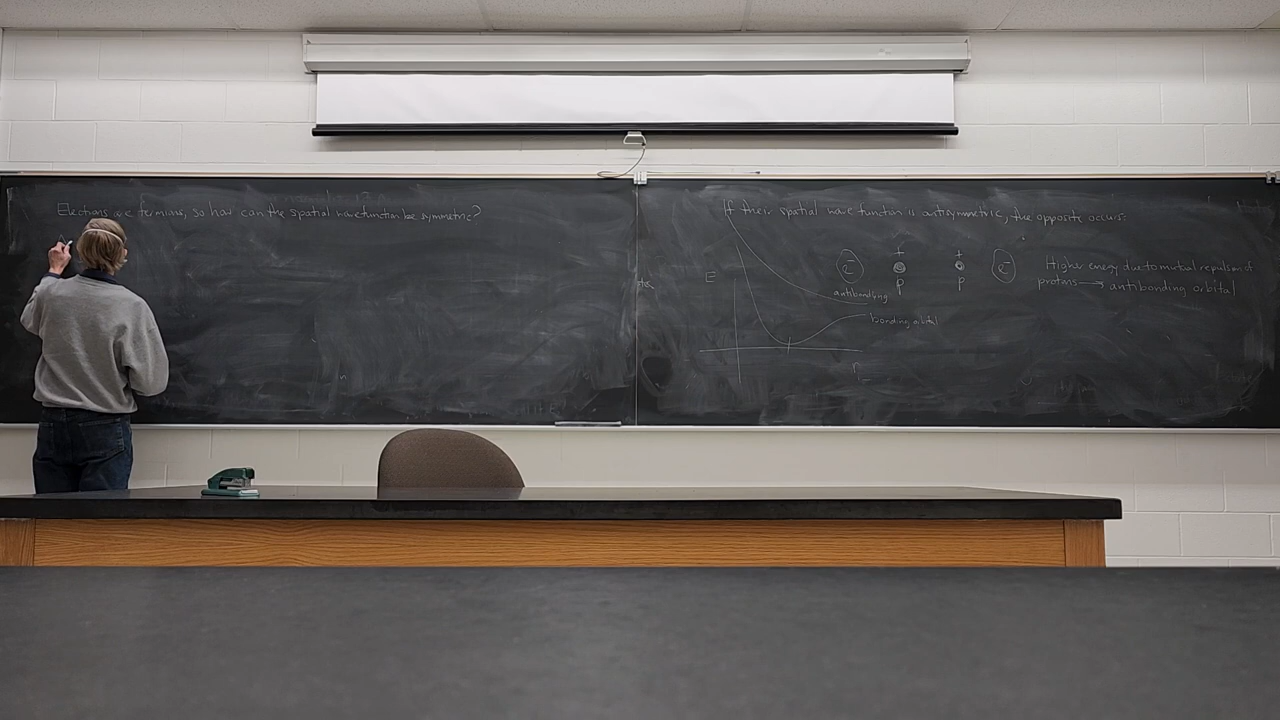 Electrons are fermions, so how can the spatial wavefunction be symmetric?
If their spatial wave function is antisymmetric, the opposite occurs:
E
e⁻ + + e⁻
p p
Higher energy due to mutual repulsion of
protons → antibonding orbital
antibonding
bonding orbital
r